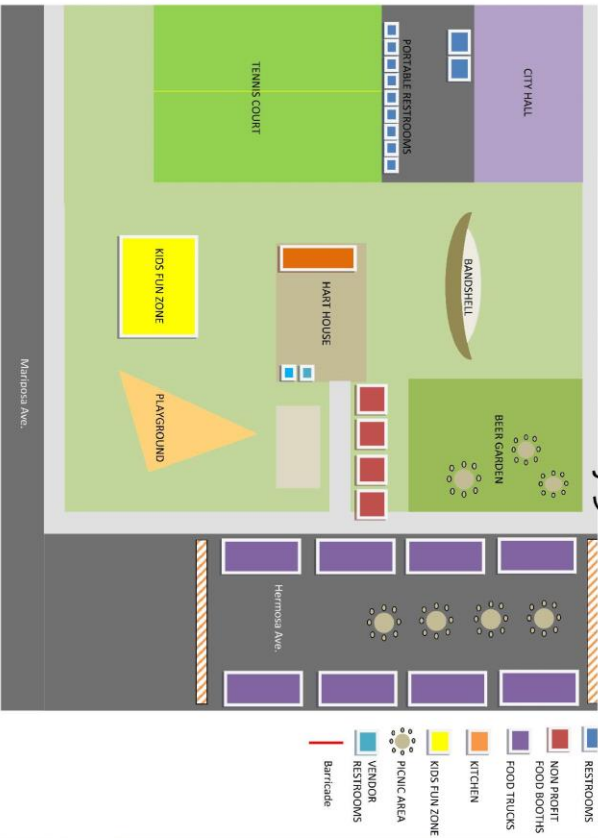 CITY HALL
PORTABLE RESTROOMS
TENNIS COURT
BANDSHELL
HART HOUSE
KIDS FUN ZONE
BEER GARDEN
PLAYGROUND
Mariposa Ave.
Hermosa Ave.
RESTROOMS
NON PROFIT
FOOD BOOTHS
FOOD TRUCKS
KITCHEN
KIDS FUN ZONE
PICNIC AREA
VENDOR
RESTROOMS
Barricade